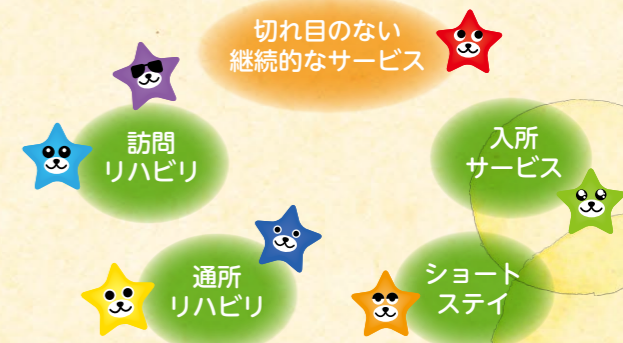 切れ目のない
継続的なサービス
訪問
リハビリ
入所
サービス
通所
リハビリ
ショート
ステイ